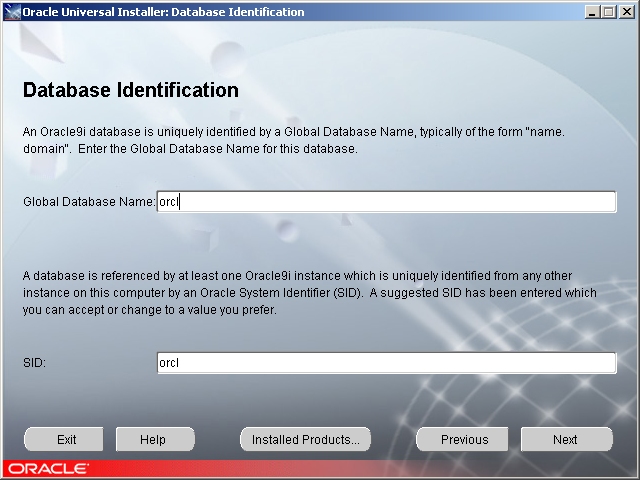 Oracle Universal Installer: Database Identification
Database Identification
An Oracle9i database is uniquely identified by a Global Database Name, typically of the form "name.
domain". Enter the Global Database Name for this database.
Global Database Name: orcl
A database is referenced by at least one Oracle9i instance which is uniquely identified from any other
instance on this computer by an Oracle System Identifier (SID). A suggested SID has been entered which
you can accept or change to a value you prefer.
SID: orcl
Exit Help Installed Products... Previous Next
ORACLE